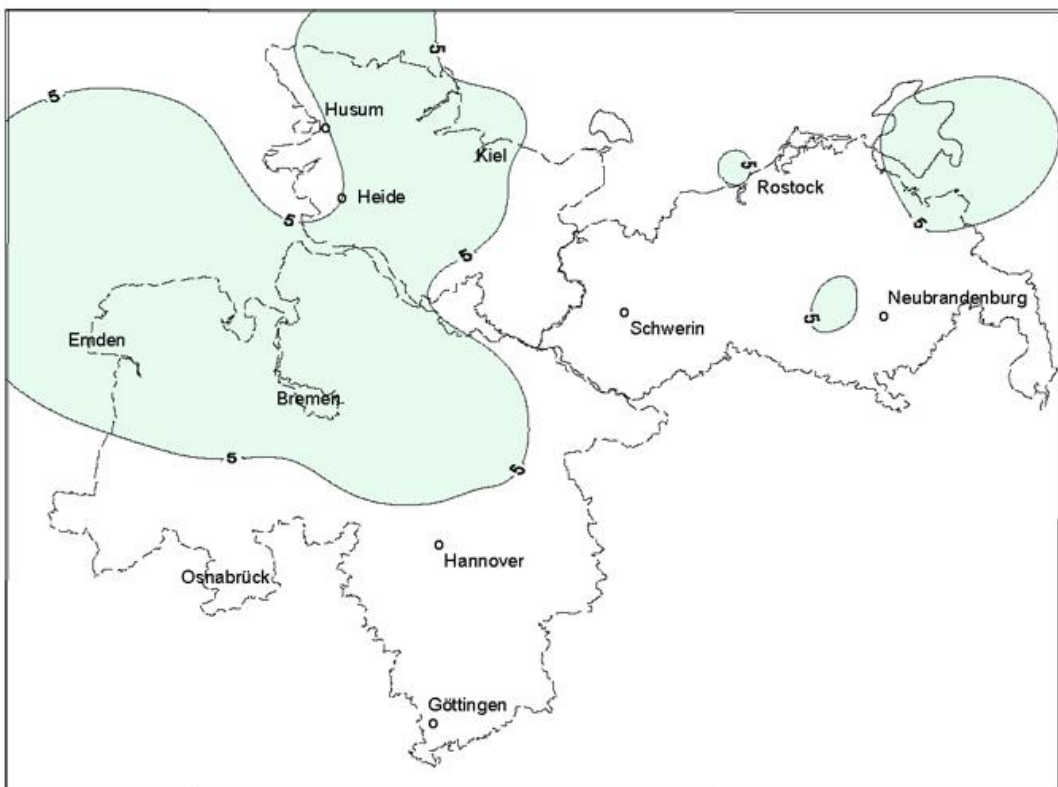 5
5
Husum
Kiel
5
Rostock
Heide
5
5
5
Neubrandenburg
5
Schwerin
Emden
Bremen
5
5
Hannover
Osnabrück
Göttingen